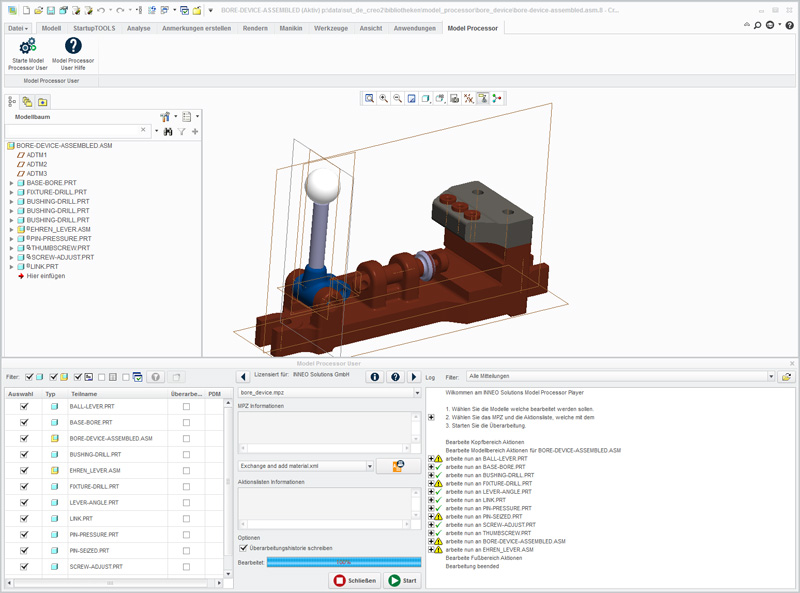 BORE-DEVICE-ASSEMBLED (Aktiv) p:\data\nst_de_creo2\bibliotheken\model_processor\bore_device\bore-device-assembled.asm.8 - Cr...
Datei Modell StartupTOOLS Analyse Anmerkungen erstellen Renders Manikin Werkzeuge Ansicht Anwendungen Model Processor
Starte Model Processor User
Model Processor User Hilfe
Model Processor User
Modellbaum
BORE-DEVICE-ASSEMBLED.ASM
ADTM1
ADTM2
ADTM3
BASE-BORE.PRT
FIXTURE-DRILL.PRT
BUSHING-DRILL.PRT
BUSHING-DRILL.PRT
BUSHING-DRILL.PRT
EHREN_LEVER.ASM
PIN-PRESSURE.PRT
THUMBSCREW.PRT
SCREW-ADJUST.PRT
LINK.PRT
Hier einfügen
Model Processor User
Filter:
Auswahl Typ Teilname Überarbe... PDM
BALL-LEVER.PRT
BASE-BORE.PRT
BORE-DEVICE-ASSEMBLED.ASM
BUSHING-DRILL.PRT
EHREN_LEVER.ASM
FIXTURE-DRILL.PRT
LEVER-ANGLE.PRT
LINK.PRT
PIN-PRESSURE.PRT
PIN-SEIZED.PRT
SCREW-ADJUST.PRT
Lizensiert für: INNEO Solutions GmbH
bore_device.mpz
MPZ Informationen
Exchange and add material.xml
Aktionslisten Informationen
Optionen
Überarbeitungshistorie schreiben
Bearbeitet:
Schließen Start
Log Filter: Alle Mitteilungen
Willkommen am INNEO Solutions Model Processor Player
1. Wählen Sie die Modelle welche bearbeitet werden sollen.
2. Wählen Sie das MPZ und die Aktionsliste, welche mit dem
3. Starten Sie die Überarbeitung.
Bearbeite Kopfbereich Aktionen
Bearbeite Modellbereich Aktionen für BORE-DEVICE-ASSEMBLED.ASM
arbeite nun an BALL-LEVER.PRT
arbeite nun an BASE-BORE.PRT
arbeite nun an BUSHING-DRILL.PRT
arbeite nun an FIXTURE-DRILL.PRT
arbeite nun an LEVER-ANGLE.PRT
arbeite nun an LINK.PRT
arbeite nun an PIN-PRESSURE.PRT
arbeite nun an PIN-SEIZED.PRT
arbeite nun an SCREW-ADJUST.PRT
arbeite nun an THUMBSCREW.PRT
arbeite nun an BORE-DEVICE-ASSEMBLED.ASM
arbeite nun an EHREN_LEVER.ASM
Bearbeite Fußbereich Aktionen
Bearbeitung beended